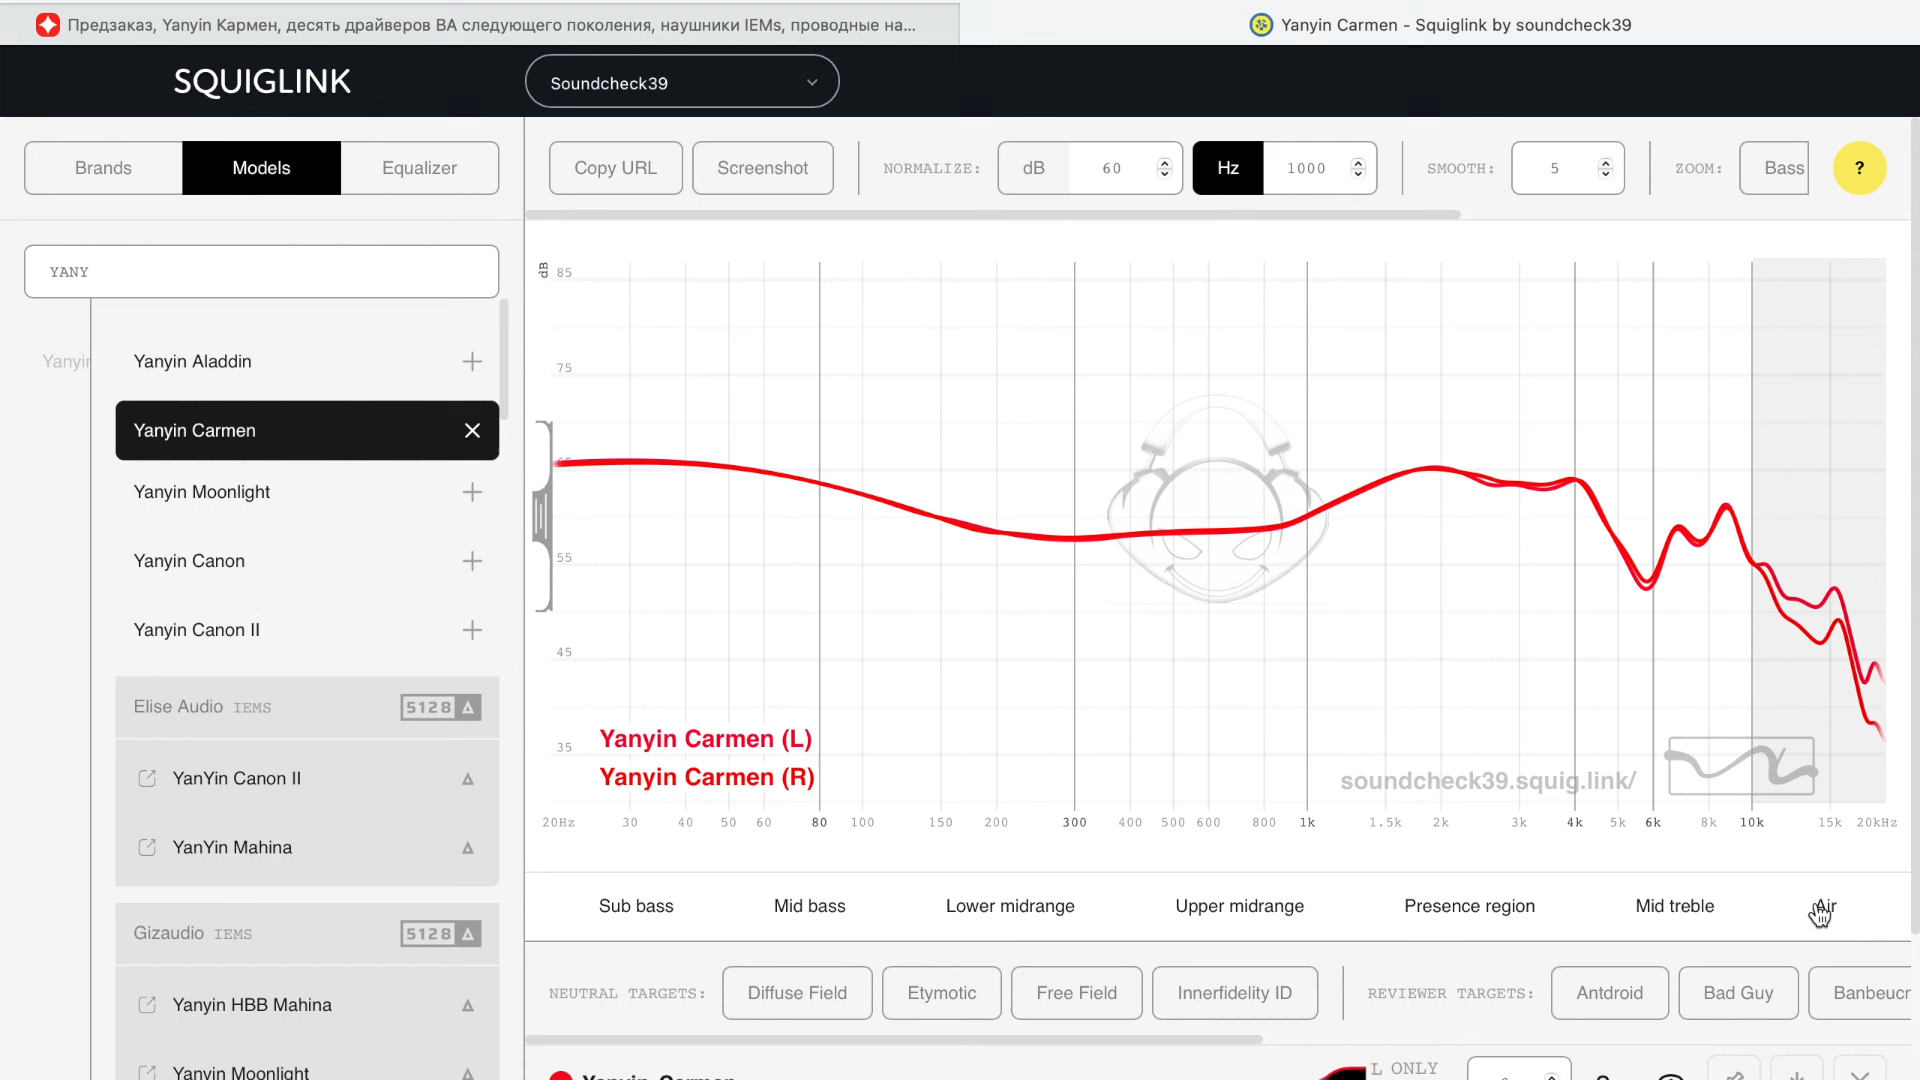 Предзаказ, Yanyin Кармен, десять драйверов BA следующего поколения, наушники IEMs, проводные на...
Yanyin Carmen - Squiglink by soundcheck39
SQUIGLINK
Soundcheck39
Brands
Models
Equalizer
Copy URL
Screenshot
NORMALIZE:
dB
60
Hz
1000
SMOOTH:
5
ZOOM:
Bass
?
YANY
Yanyin Aladdin
Yanyin Carmen
Yanyin Moonlight
Yanyin Canon
Yanyin Canon II
Elise Audio IEMS
5128
YanYin Canon II
YanYin Mahina
Gizaudio IEMS
5128
Yanyin HBB Mahina
Yanyin Moonlight
dB
85
75
65
55
45
35
Yanyin Carmen (L)
Yanyin Carmen (R)
soundcheck39.squig.link/
20Hz 30 40 50 60 80 100 150 200 300 400 500 600 800 1k 1.5k 2k 3k 4k 5k 6k 8k 10k 15k 20kHz
Sub bass
Mid bass
Lower midrange
Upper midrange
Presence region
Mid treble
Air
NEUTRAL TARGETS:
Diffuse Field
Etymotic
Free Field
Innerfidelity ID
REVIEWER TARGETS:
Antdroid
Bad Guy
L ONLY